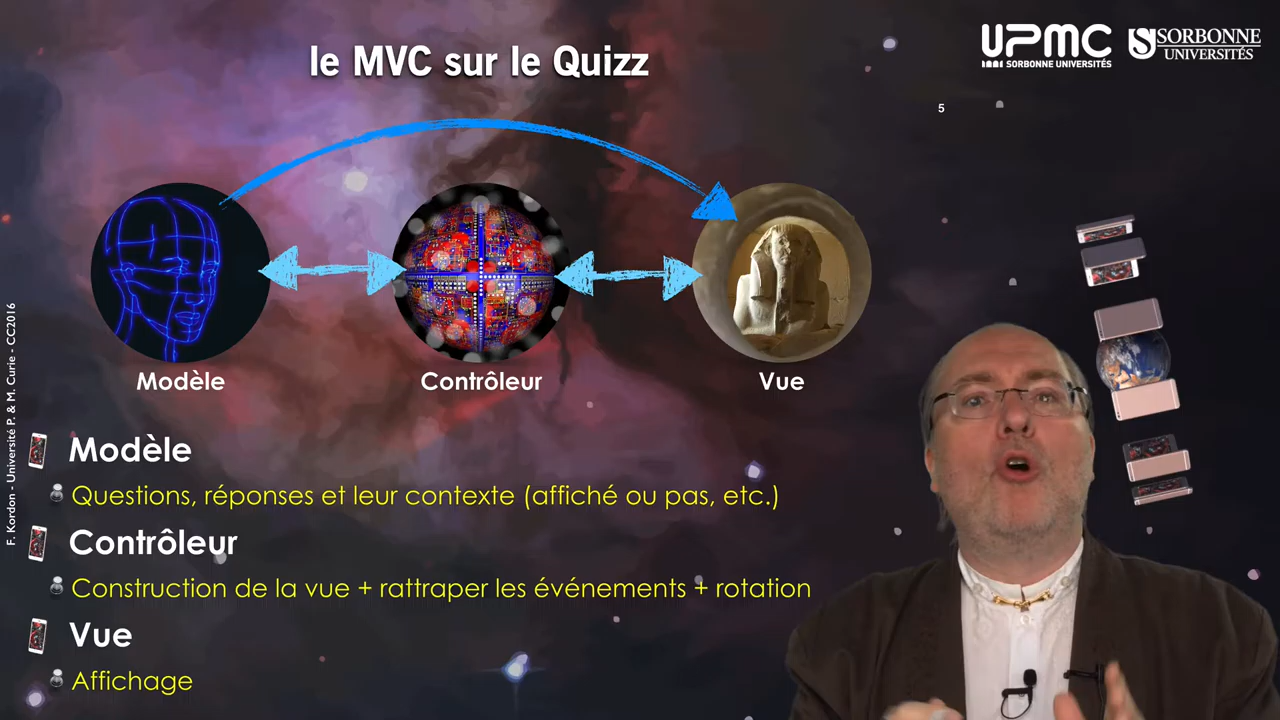 le MVC sur le Quizz
UPMC
SORBONNE UNIVERSITÉS
SORBONNE
UNIVERSITÉS
5
Modèle
Contrôleur
Vue
Modèle
Questions, réponses et leur contexte (affiché ou pas, etc.)
Contrôleur
Construction de la vue + rattraper les événements + rotation
Vue
Affichage
F. Kordon - Université P. & M. Curie - CC2016